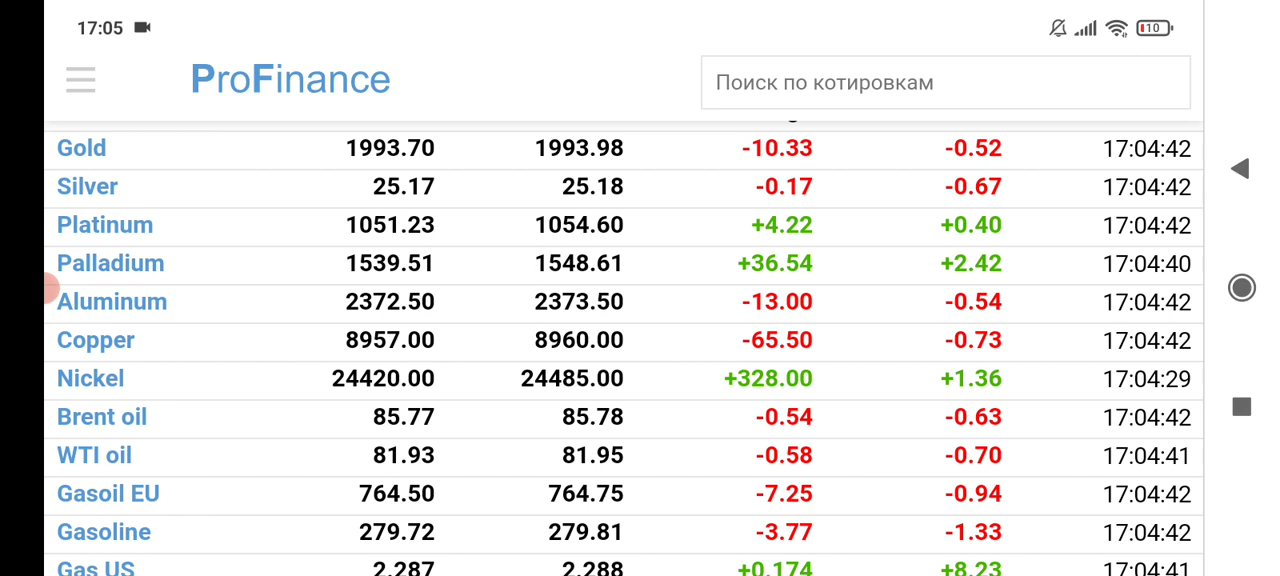 17:05 10
ProFinance Поиск по котировкам
Gold 1993.70 1993.98 -10.33 -0.52 17:04:42
Silver 25.17 25.18 -0.17 -0.67 17:04:42
Platinum 1051.23 1054.60 +4.22 +0.40 17:04:42
Palladium 1539.51 1548.61 +36.54 +2.42 17:04:40
Aluminum 2372.50 2373.50 -13.00 -0.54 17:04:42
Copper 8957.00 8960.00 -65.50 -0.73 17:04:42
Nickel 24420.00 24485.00 +328.00 +1.36 17:04:29
Brent oil 85.77 85.78 -0.54 -0.63 17:04:42
WTI oil 81.93 81.95 -0.58 -0.70 17:04:41
Gasoil EU 764.50 764.75 -7.25 -0.94 17:04:42
Gasoline 279.72 279.81 -3.77 -1.33 17:04:42
Gas US 2.287 2.288 +0.174 +8.23 17:04:41